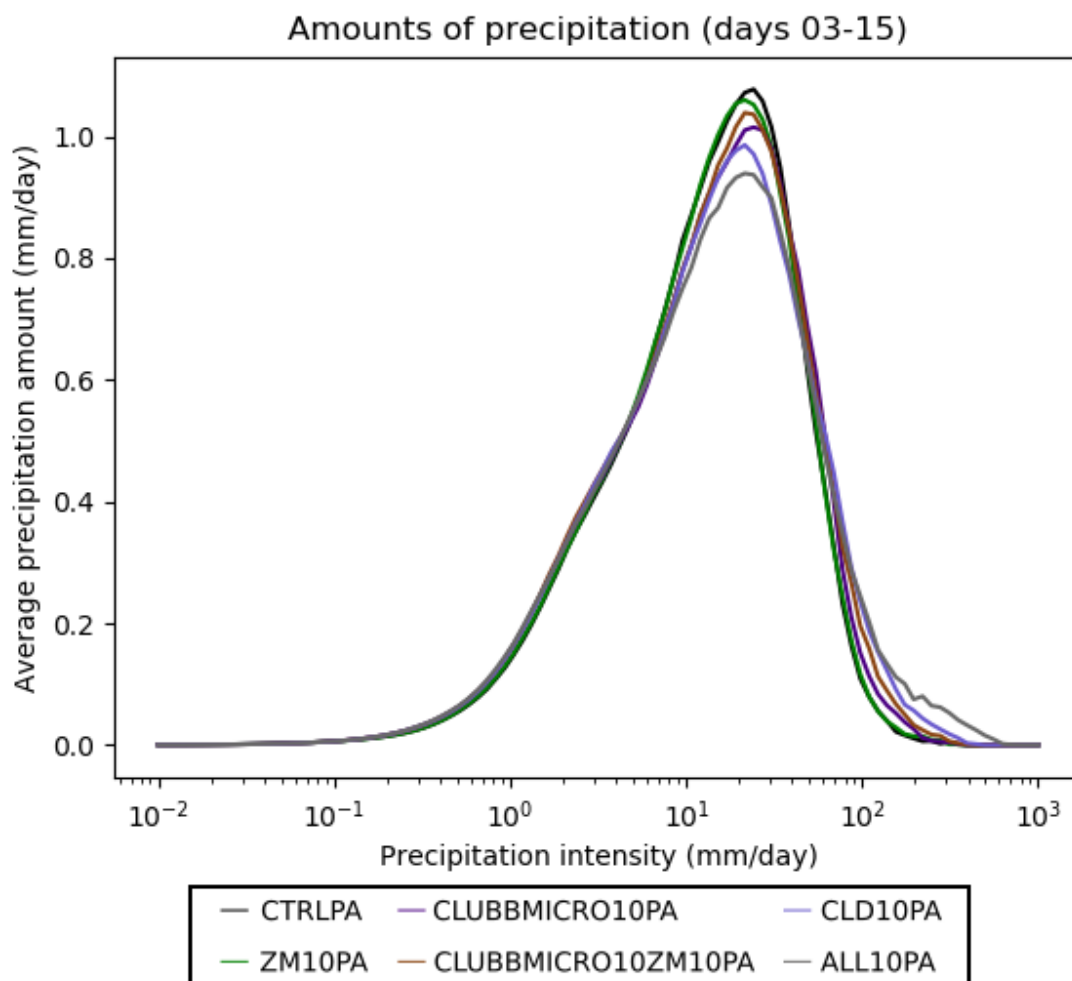 Amounts of precipitation (days 03-15)
Average precipitation amount (mm/day)
1.0
0.8
0.6
0.4
0.2
0.0
10⁻² 10⁻¹ 10⁰ 10¹ 10² 10³
Precipitation intensity (mm/day)
CTRLPA CLUBBMICRO10PA CLD10PA
ZM10PA CLUBBMICRO10ZM10PA ALL10PA